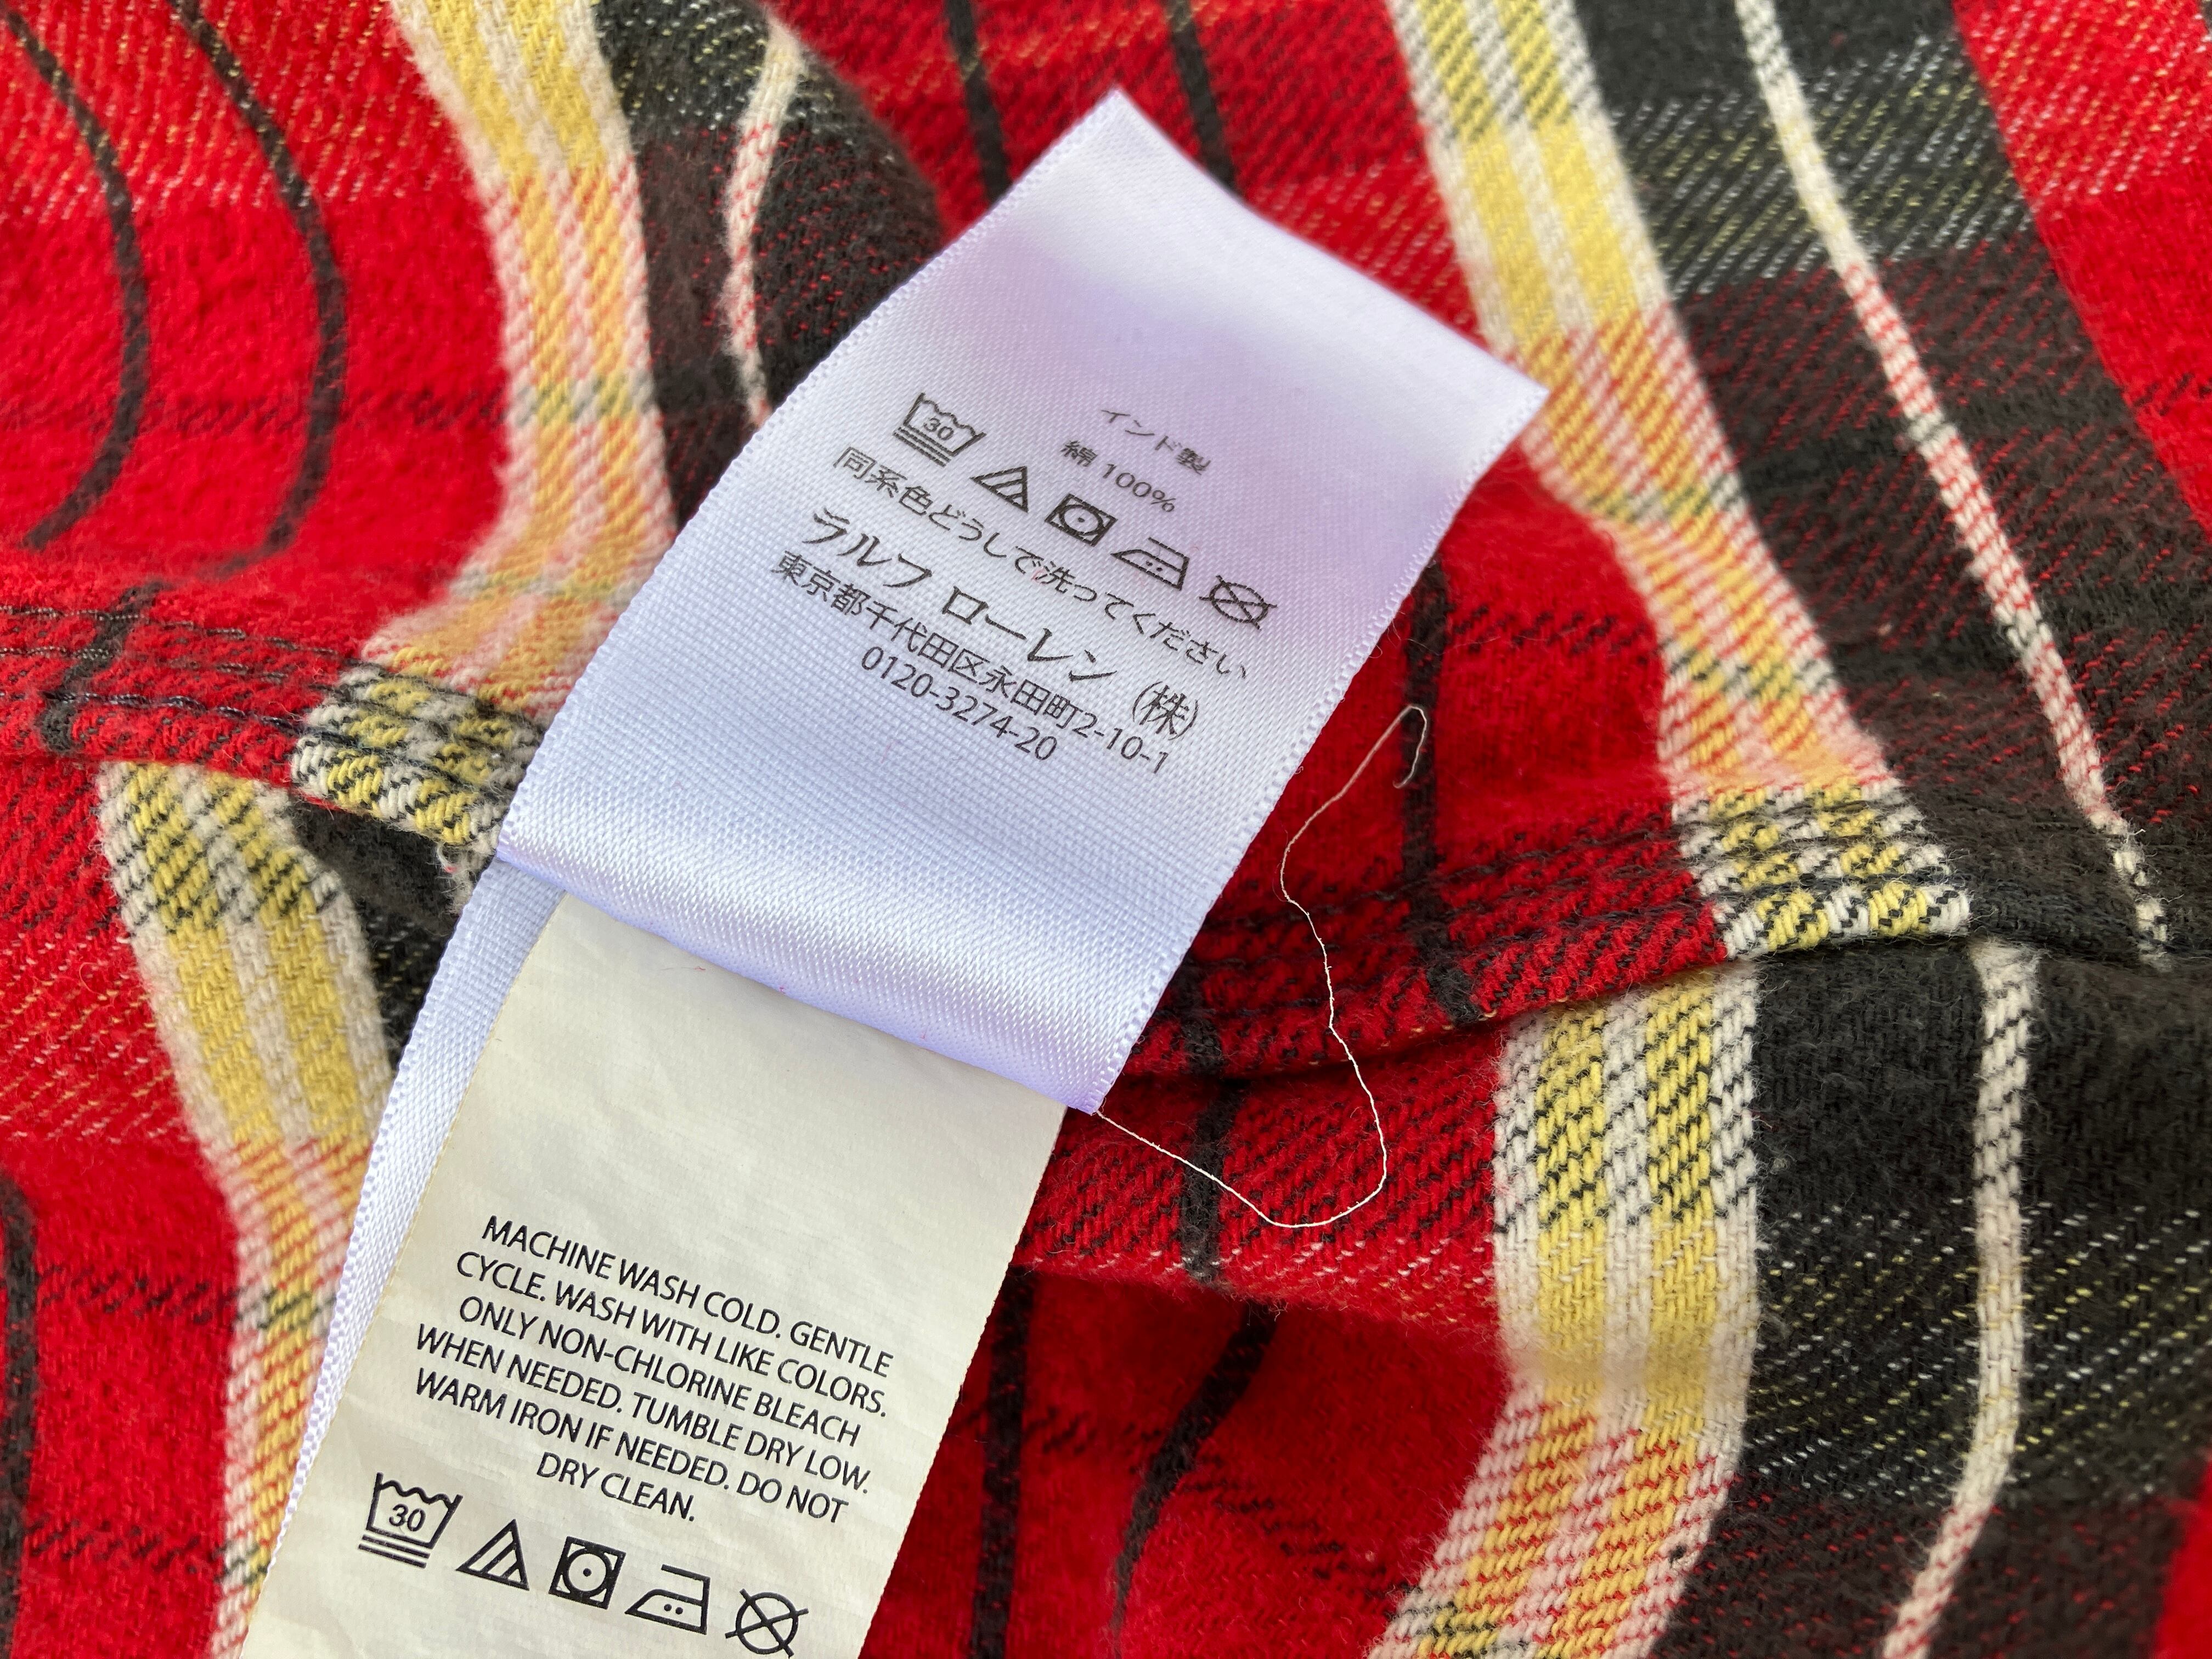 インド製
綿 100%
30
同系色どうしで洗ってください
ラルフ ローレン (株)
東京都千代田区永田町2-10-1
0120-3274-20
MACHINE WASH COLD. GENTLE
CYCLE. WASH WITH LIKE COLORS.
ONLY NON-CHLORINE BLEACH
WHEN NEEDED. TUMBLE DRY LOW.
WARM IRON IF NEEDED. DO NOT
DRY CLEAN.
30